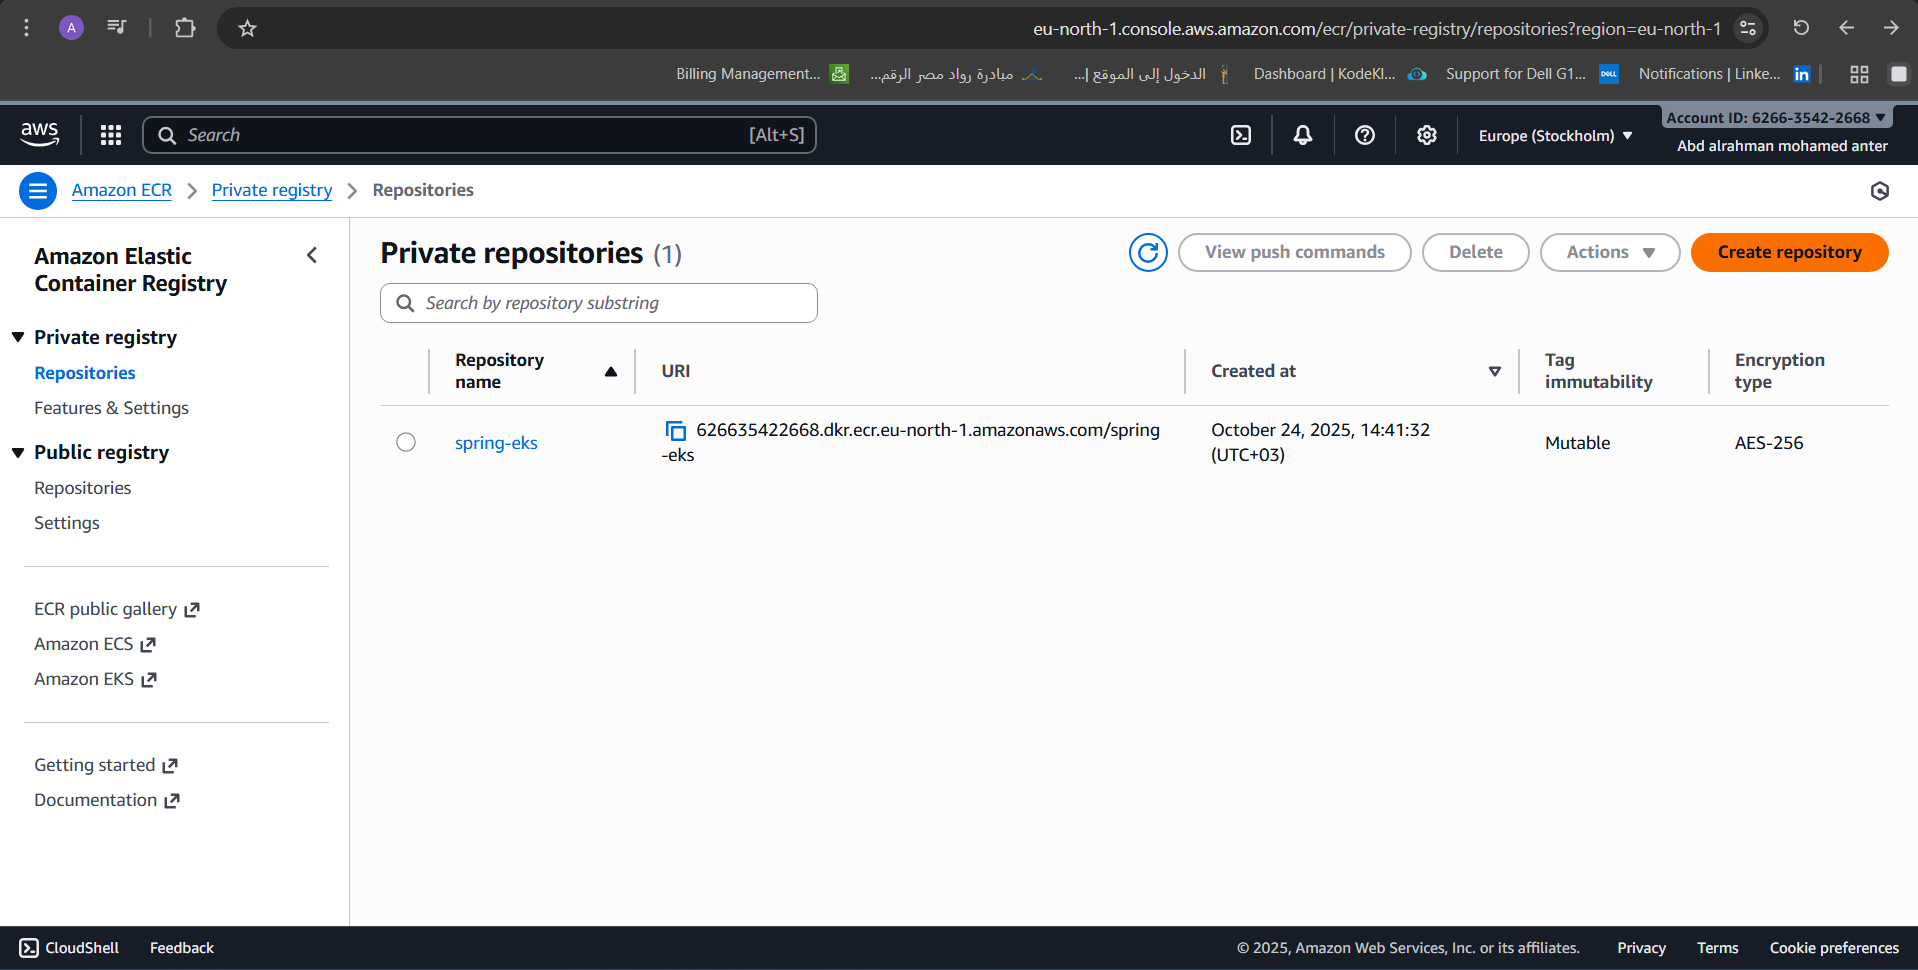 A
eu-north-1.console.aws.amazon.com/ecr/private-registry/repositories?region=eu-north-1
Billing Management...
مبادرة رواد مصر الرقم...
الدخول إلى الموقع |...
Dashboard | KodeKl...
Support for Dell G1...
DELL
Notifications | Linke...
in
aws
Search
[Alt+S]
Europe (Stockholm)
Account ID: 6266-3542-2668
Abd alrahman mohamed anter
Amazon ECR
Private registry
Repositories
Amazon Elastic
Container Registry
Private registry
Repositories
Features & Settings
Public registry
Repositories
Settings
ECR public gallery
Amazon ECS
Amazon EKS
Getting started
Documentation
Private repositories (1)
View push commands
Delete
Actions
Create repository
Search by repository substring
Repository
name
URI
Created at
Tag
immutability
Encryption
type
spring-eks
626635422668.dkr.ecr.eu-north-1.amazonaws.com/spring
-eks
October 24, 2025, 14:41:32
(UTC+03)
Mutable
AES-256
CloudShell
Feedback
© 2025, Amazon Web Services, Inc. or its affiliates.
Privacy
Terms
Cookie preferences